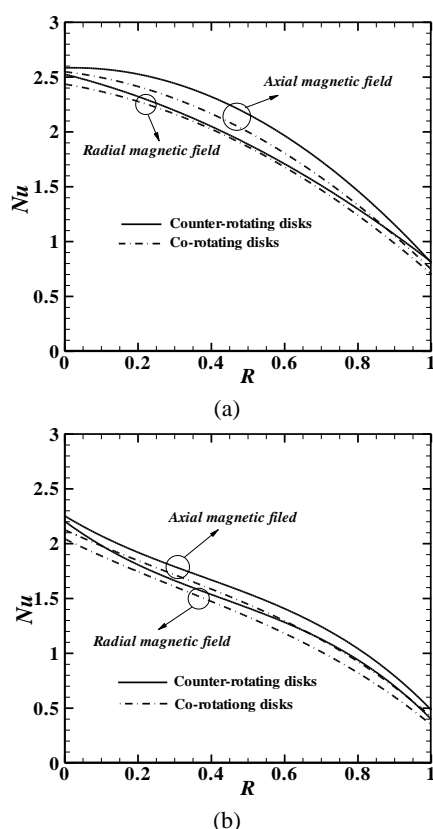 3
2.5
2
1.5
1
0.5
0
Nu
Axial magnetic field
Radial magnetic field
Counter-rotating disks
Co-rotating disks
0 0.2 0.4 0.6 0.8 1
R
(a)
3
2.5
2
1.5
1
0.5
0
Nu
Axial magnetic filed
Radial magnetic field
Counter-rotating disks
Co-rotationg disks
0 0.2 0.4 0.6 0.8 1
R
(b)